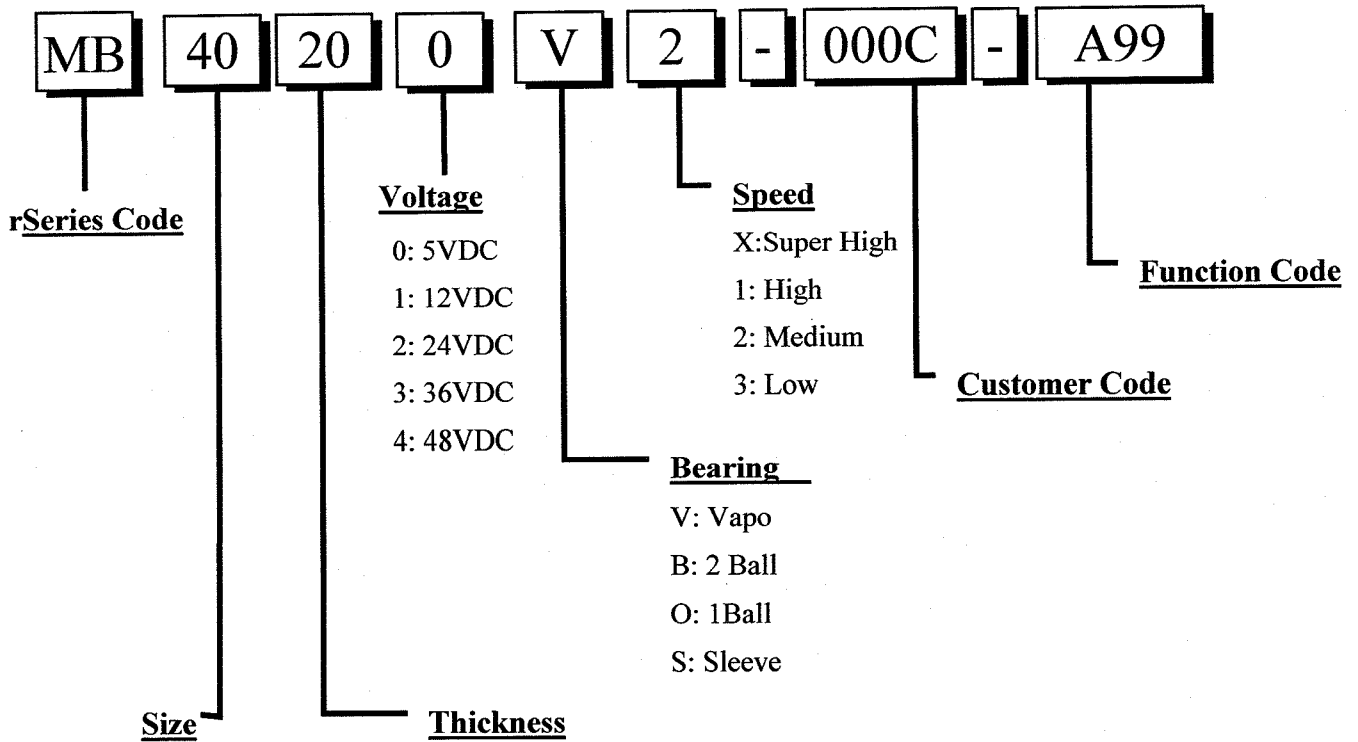 MB 40 20 0 V 2 - 000C - A99
rSeries Code
Voltage
0: 5VDC
1: 12VDC
2: 24VDC
3: 36VDC
4: 48VDC
Speed
X:Super High
1: High
2: Medium
3: Low
Function Code
Customer Code
Bearing
V: Vapo
B: 2 Ball
O: 1Ball
S: Sleeve
Size
Thickness